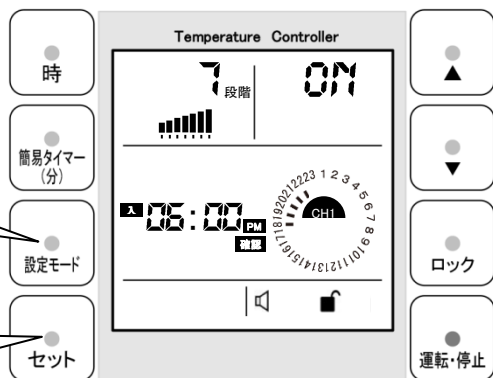 Temperature Controller
時
7 段階
ON
▲
簡易タイマー
(分)
▼
入 06:00 PM
確認
CH1
1 2 3 4 5 6 7 8 9 10 11 12 13 14 15 16 17 18 19 20 21 22 23
設定モード
ロック
セット
運転・停止